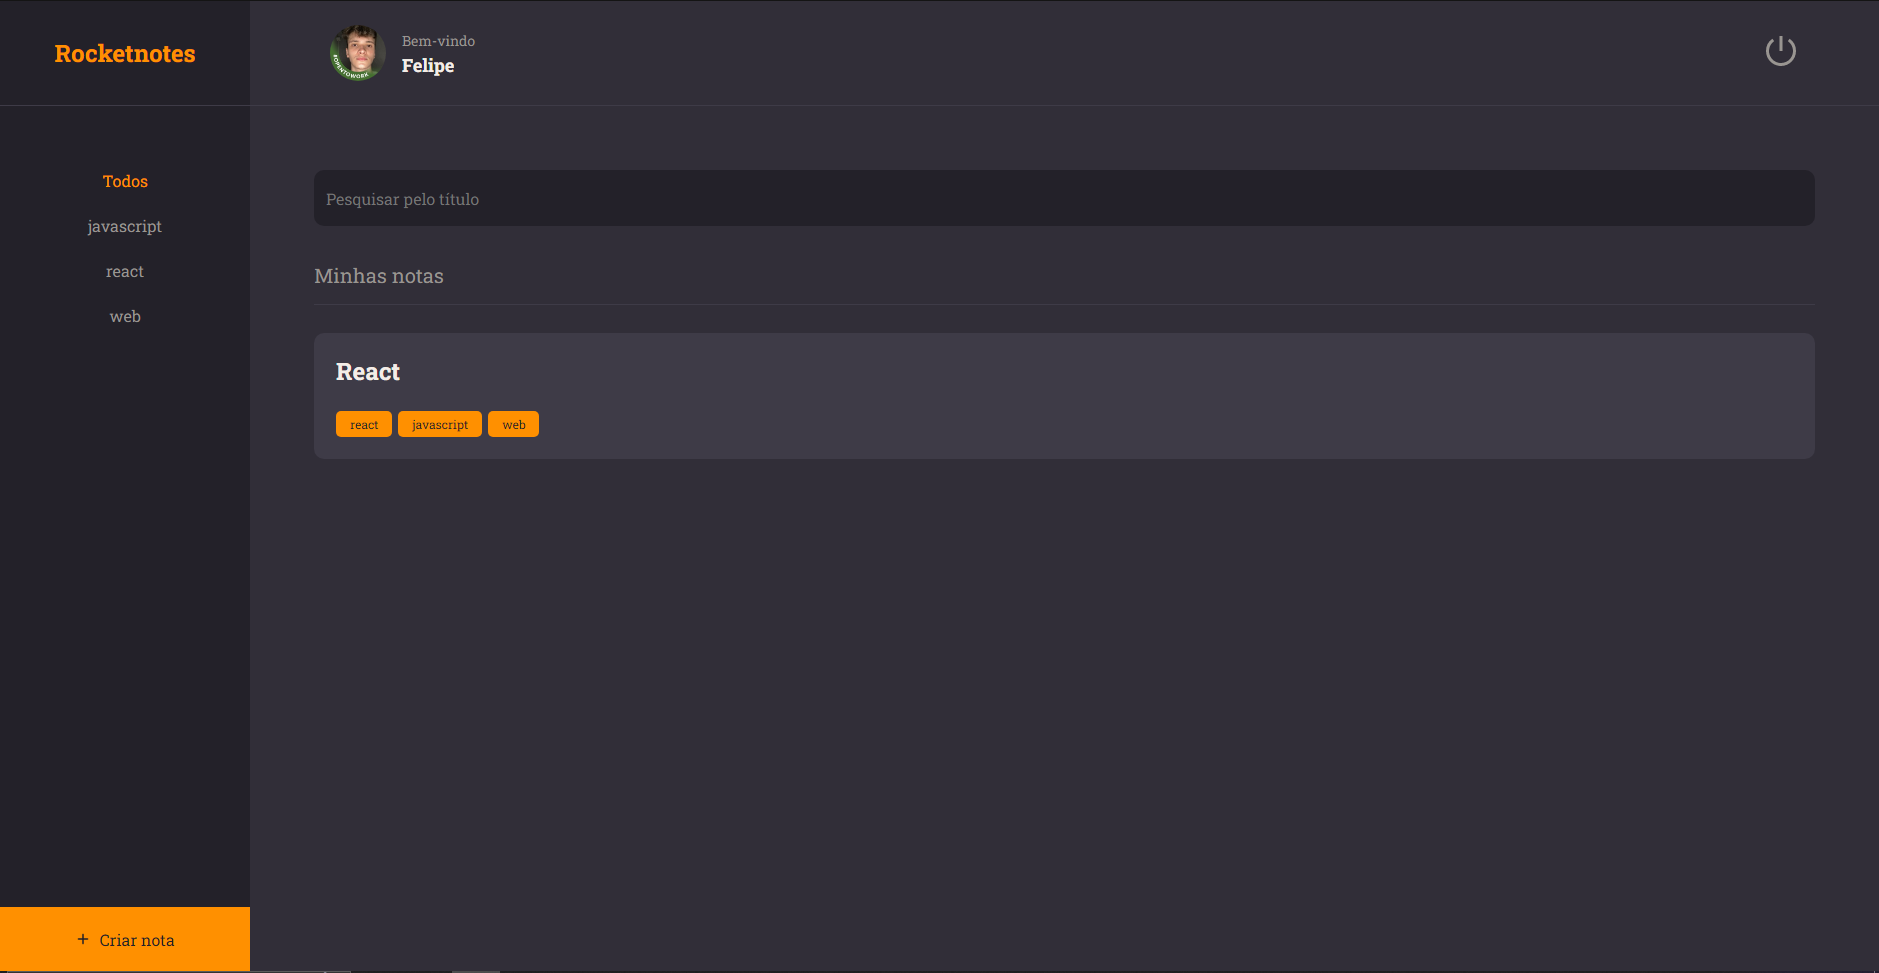 Rocketnotes
#OPENTOWORK
Bem-vindo
Felipe
Todos
javascript
react
web
Pesquisar pelo título
Minhas notas
React
react javascript web
+ Criar nota